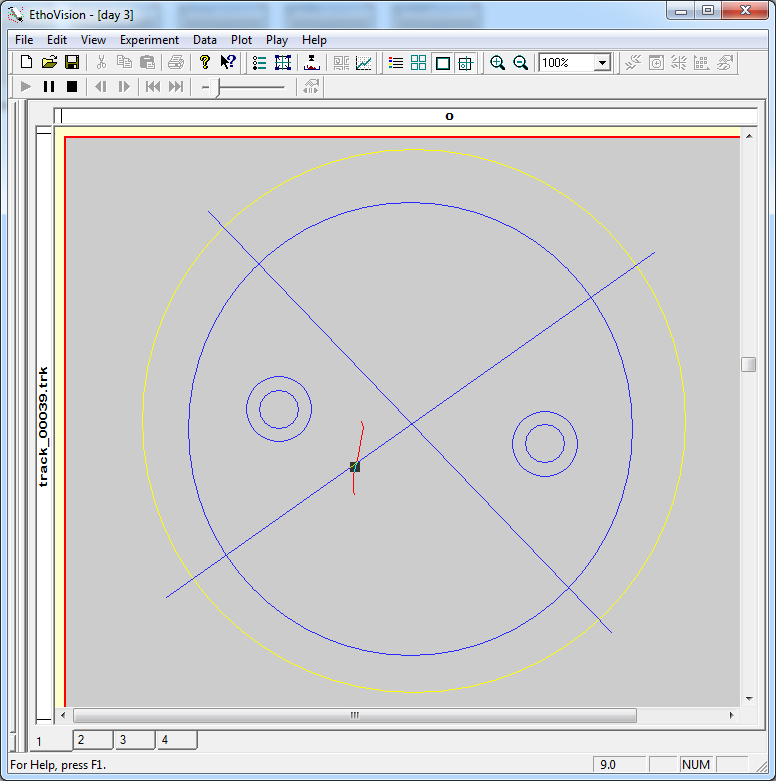 EthoVision - [day 3]
File Edit View Experiment Data Plot Play Help
100%
o
track_00039.trk
1 2 3 4
For Help, press F1. 9.0 NUM